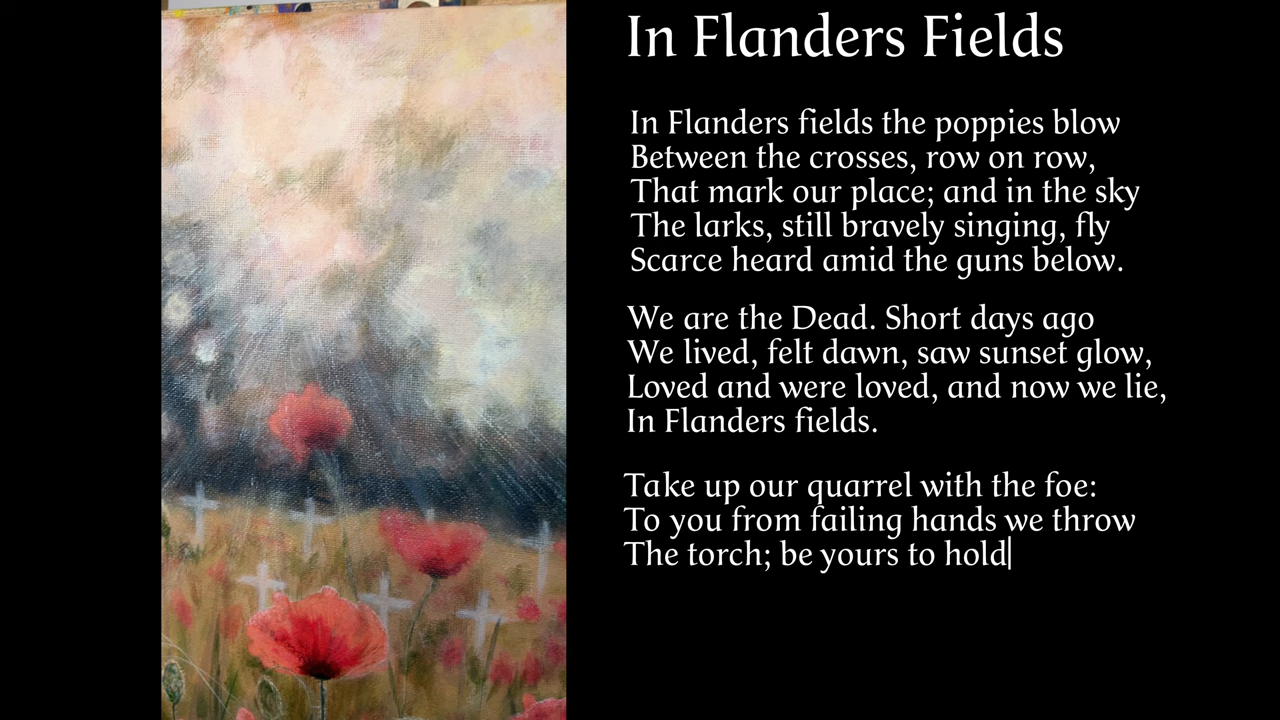 In Flanders Fields
In Flanders fields the poppies blow
Between the crosses, row on row,
That mark our place; and in the sky
The larks, still bravely singing, fly
Scarce heard amid the guns below.
We are the Dead. Short days ago
We lived, felt dawn, saw sunset glow,
Loved and were loved, and now we lie,
In Flanders fields.
Take up our quarrel with the foe:
To you from failing hands we throw
The torch; be yours to hold